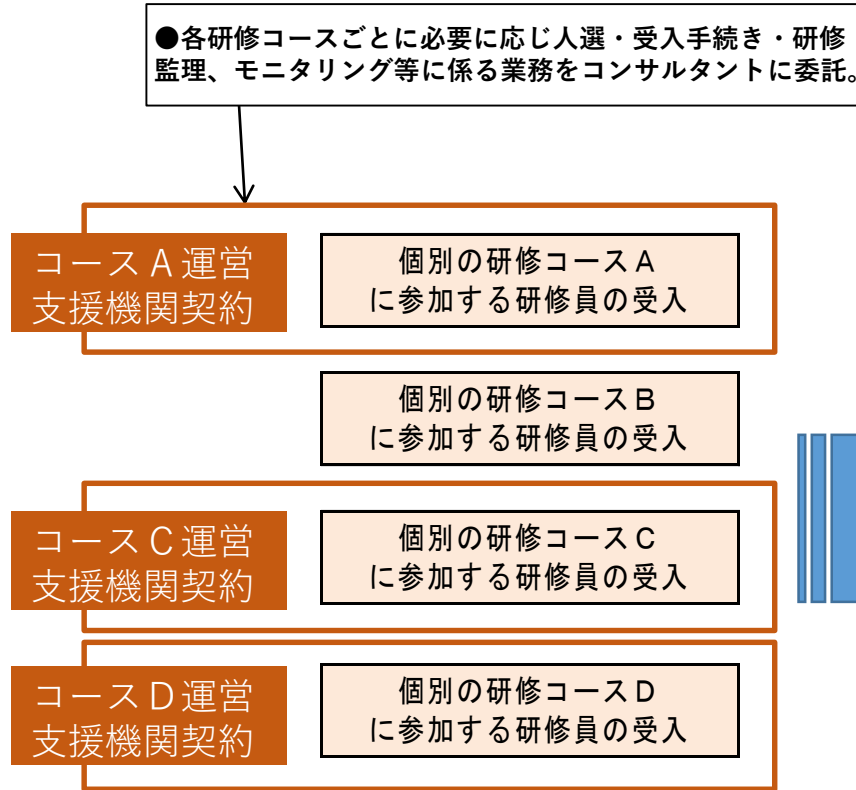 ●各研修コースごとに必要に応じ人選・受入手続き・研修
監理、モニタリング等に係る業務をコンサルタントに委託。
コースＡ運営
支援機関契約
個別の研修コースＡ
に参加する研修員の受入
個別の研修コースＢ
に参加する研修員の受入
コースＣ運営
支援機関契約
個別の研修コースＣ
に参加する研修員の受入
コースＤ運営
支援機関契約
個別の研修コースＤ
に参加する研修員の受入